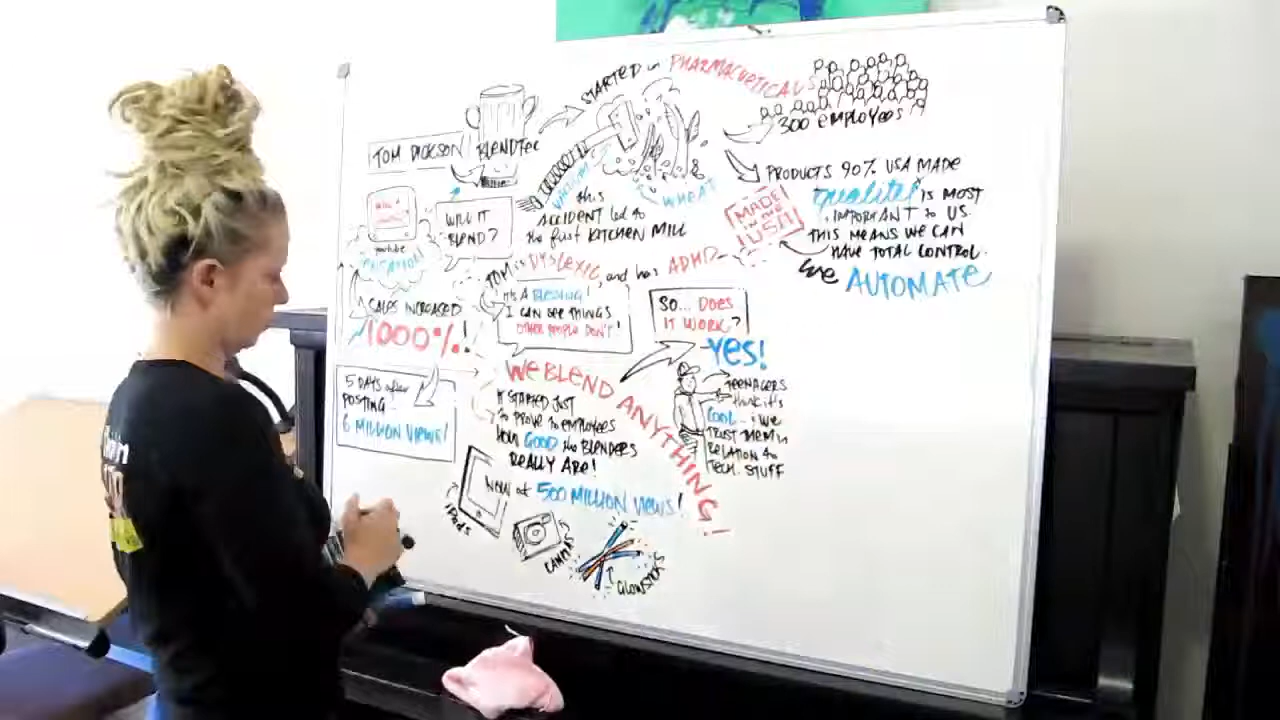 TOM DICKSON
BLENDTEC
STARTED in PHARMACUTICALS
300 EMPLOYEES
VACUUM
WHEAT
this
ACCIDENT led to
the first KITCHEN MILL
PRODUCTS 90% USA MADE
quality IS MOST
IMPORTANT to US.
THIS MEANS WE CAN
HAVE TOTAL CONTROL.
MADE
IN the
USA!
We AUTOMATE
WILL IT
BLEND?
youtube
SALES INCREASED
1000%!
5 DAYS after
POSTING..
6 MILLION VIEWS!
TOM is DYSLEXIC, and has ADHD
It's A BLESSING!
I CAN SEE THINGS
OTHER PEOPLE DON'T!
SO... DOES
IT WORK?
YES!
TEENAGERS
think it's
COOL... we
TRUST THEM in
RELATION to
TECH. STUFF
WE BLEND ANYTHING!
IT STARTED JUST
to PROVE to EMPLOYEES
HOW GOOD the BLENDERS
REALLY ARE!
NOW at 500 MILLION VIEWS!
iPads
CAMERAS
GLOWSTICKS